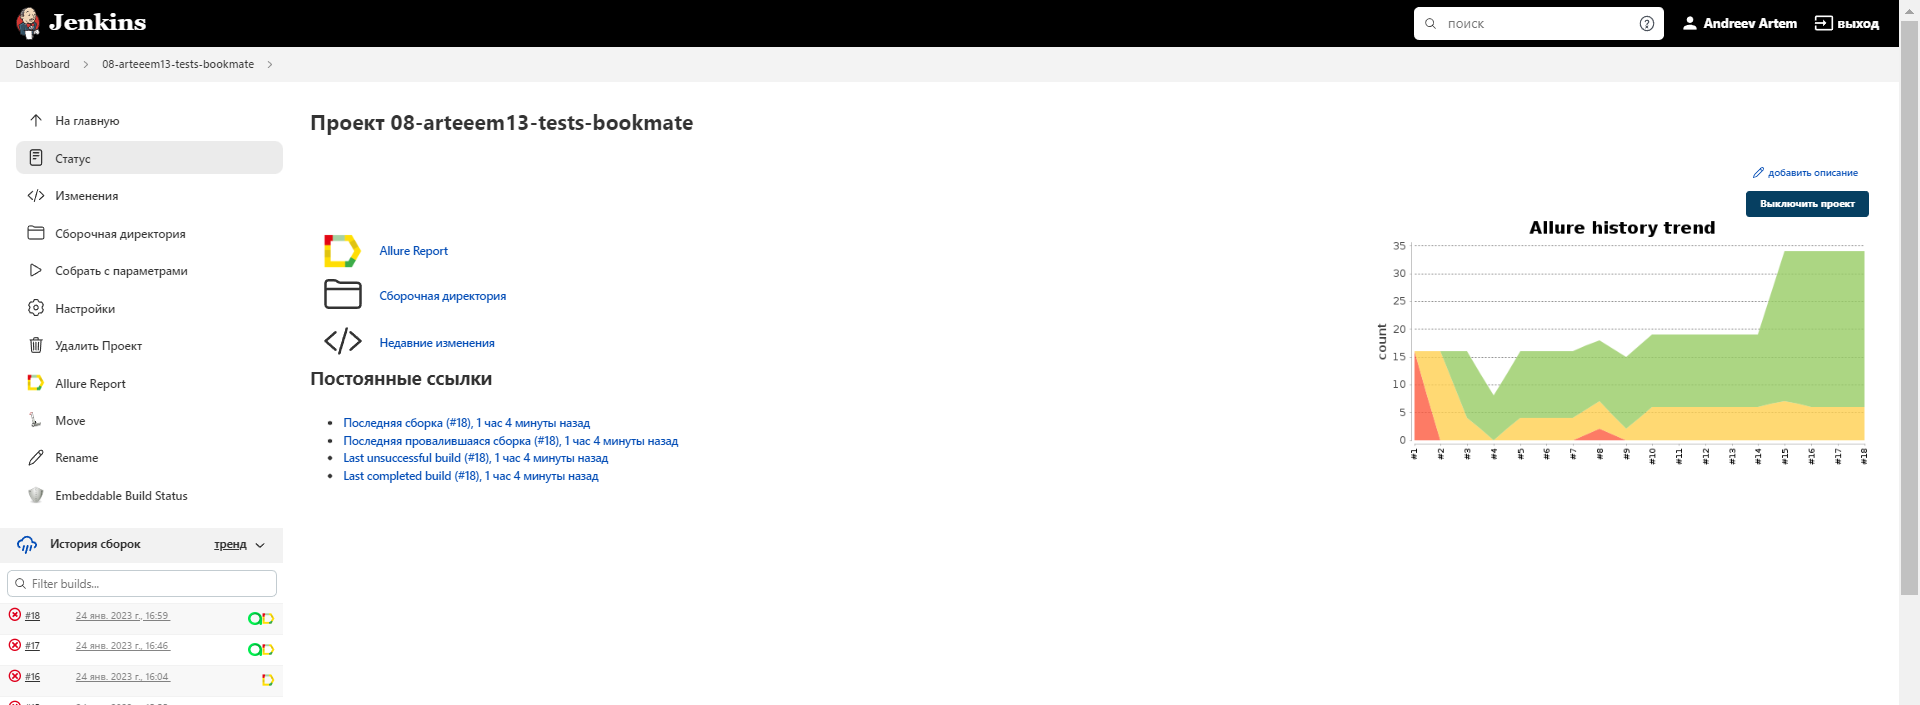 Jenkins
поиск
Andreev Artem
выход
Dashboard
08-arteeem13-tests-bookmate
На главную
Статус
Изменения
Сборочная директория
Собрать с параметрами
Настройки
Удалить Проект
Allure Report
Move
Rename
Embeddable Build Status
История сборок
тренд
Filter builds...
#18 24 янв. 2023 г., 16:59
#17 24 янв. 2023 г., 16:46
#16 24 янв. 2023 г., 16:04
Проект 08-arteeem13-tests-bookmate
добавить описание
Выключить проект
Allure Report
Сборочная директория
Недавние изменения
Постоянные ссылки
Последняя сборка (#18), 1 час 4 минуты назад
Последняя провалившаяся сборка (#18), 1 час 4 минуты назад
Last unsuccessful build (#18), 1 час 4 минуты назад
Last completed build (#18), 1 час 4 минуты назад
Allure history trend
count
35
30
25
20
15
10
5
0
#1 #2 #3 #4 #5 #6 #7 #8 #9 #10 #11 #12 #13 #14 #15 #16 #17 #18